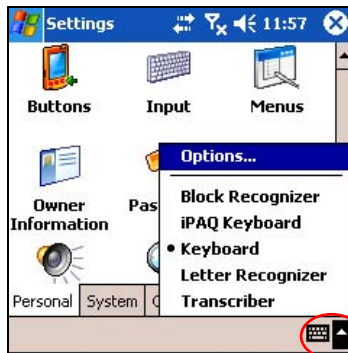 Settings 11:57
Buttons Input Menus
Options...
Owner
Information
Block Recognizer
iPAQ Keyboard
• Keyboard
Letter Recognizer
Transcriber
Personal System